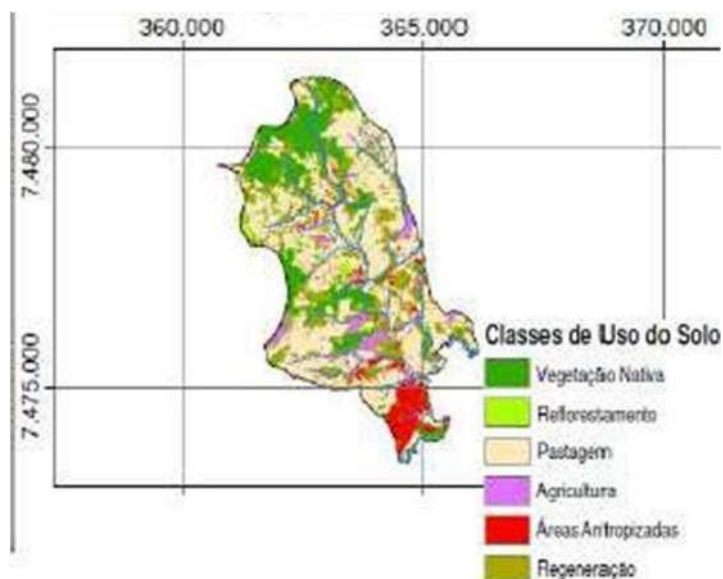 360.000 365.000 370.000
7.480.000
7.475.000
Classes de Uso do Solo
Vegetação Nativa
Reflorestamento
Pastagem
Agricultura
Áreas Antropizadas
Regeneração